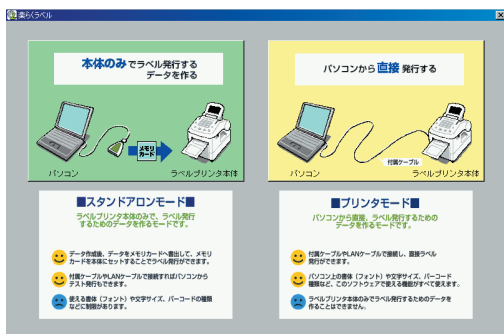 楽らくラベル
本体のみでラベル発行する
データを作る
メモリ
カード
パソコン
ラベルプリンタ本体
パソコンから直接 発行する
付属ケーブル
パソコン
ラベルプリンタ本体
■スタンドアロンモード■
ラベルプリンタ本体のみで、ラベル発行
するためのデータを作るモードです。
データ作成後、データをメモリカードへ書出して、メモリ
カードを本体にセットすることでラベル発行ができます。
付属ケーブルやLANケーブルで接続すればパソコンから
テスト発行もできます。
使える書体（フォント）や文字サイズ、バーコードの種類
などに制限があります。
■プリンタモード■
パソコンから直接、ラベル発行するための
データを作るモードです。
付属ケーブルやLANケーブルで接続し、直接ラベル
発行ができます。
パソコン上の書体（フォント）や文字サイズ、バーコード
種類など、このソフトウェアで使える機能がすべて使えます。
ラベルプリンタ本体のみでラベル発行するためのデータを
作ることはできません。